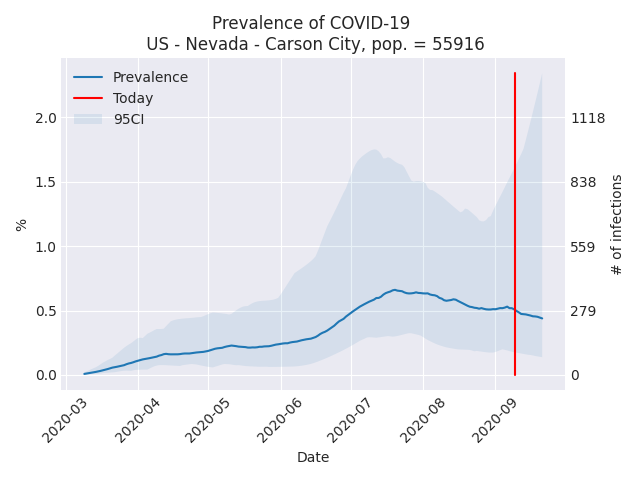 Prevalence of COVID-19
US - Nevada - Carson City, pop. = 55916
Prevalence
Today
95CI
2.0
1.5
1.0
0.5
0.0
%
1118
838
559
279
0
# of infections
2020-03
2020-04
2020-05
2020-06
2020-07
2020-08
2020-09
Date